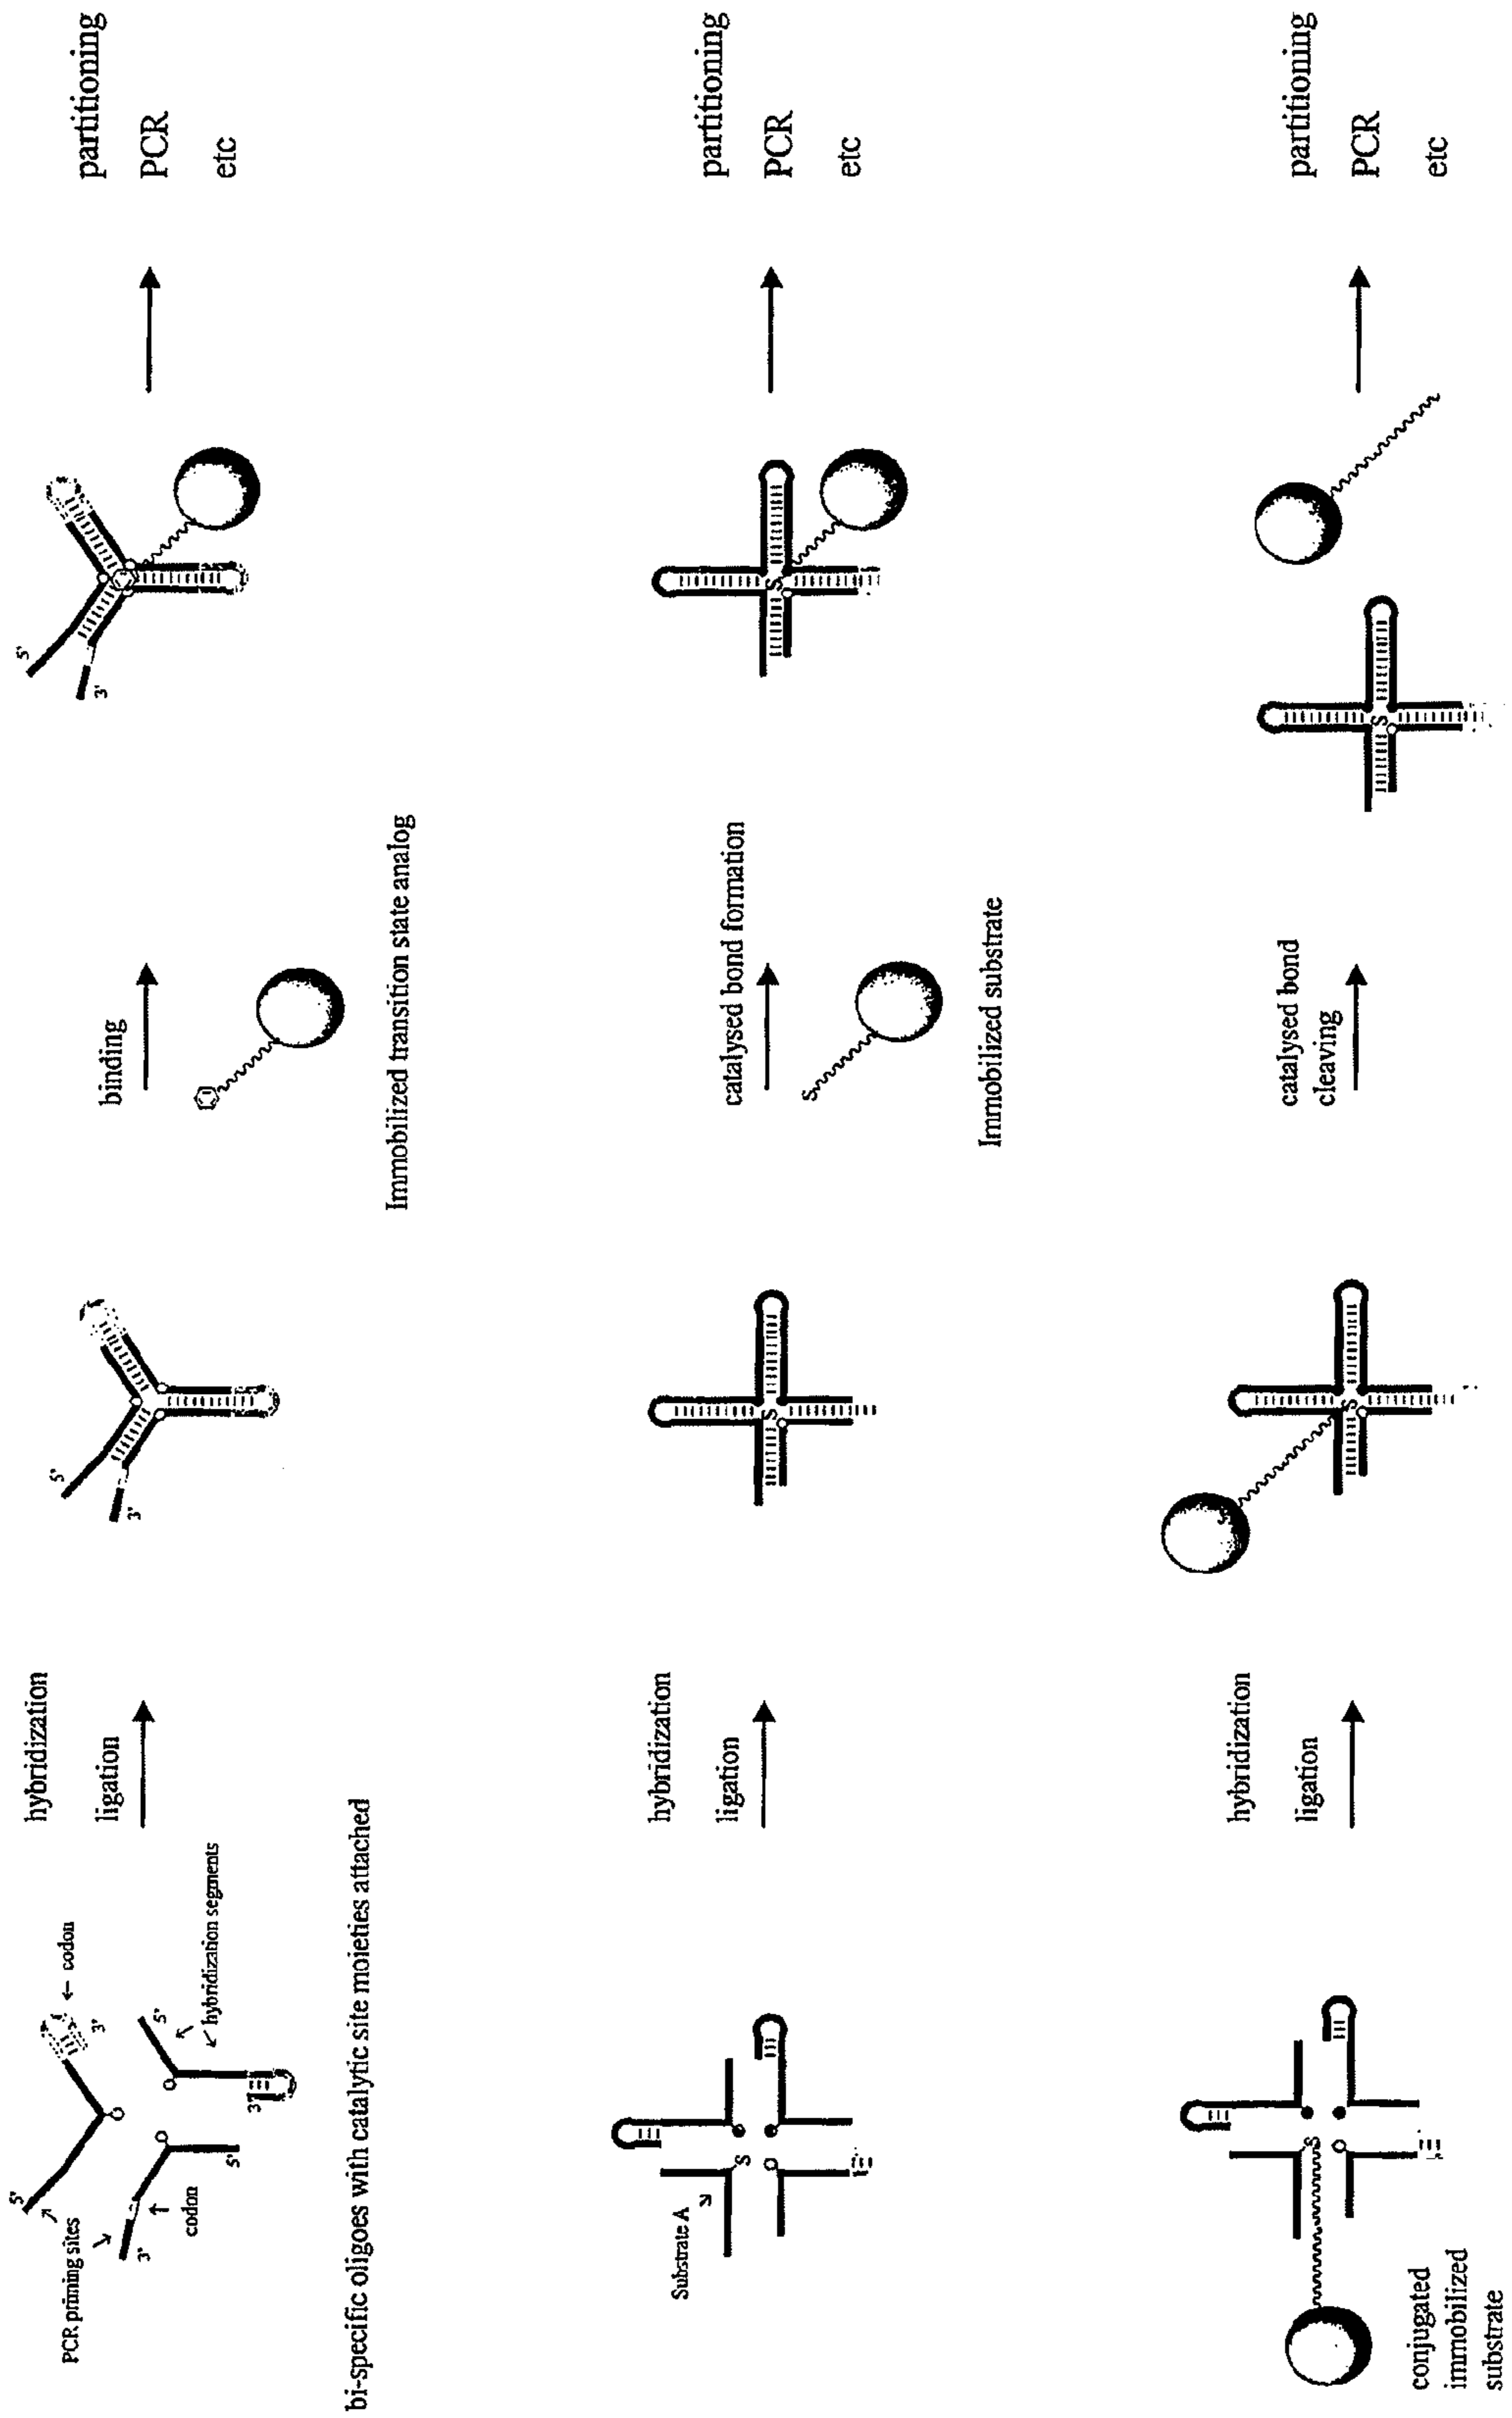 hybridization
ligation
binding
partitioning
PCR
etc
5'
← codon
3'
PCR priming sites
5'
hybridization segments
3'
codon
5'
3'
5'
3'
5'
3'
bi-specific oligoes with catalytic site moieties attached
Immobilized transition state analog
hybridization
ligation
catalysed bond formation
partitioning
PCR
etc
Substrate A
S
S
S
S
Immobilized substrate
hybridization
ligation
catalysed bond
cleaving
partitioning
PCR
etc
S
S
S
conjugated
immobilized
substrate